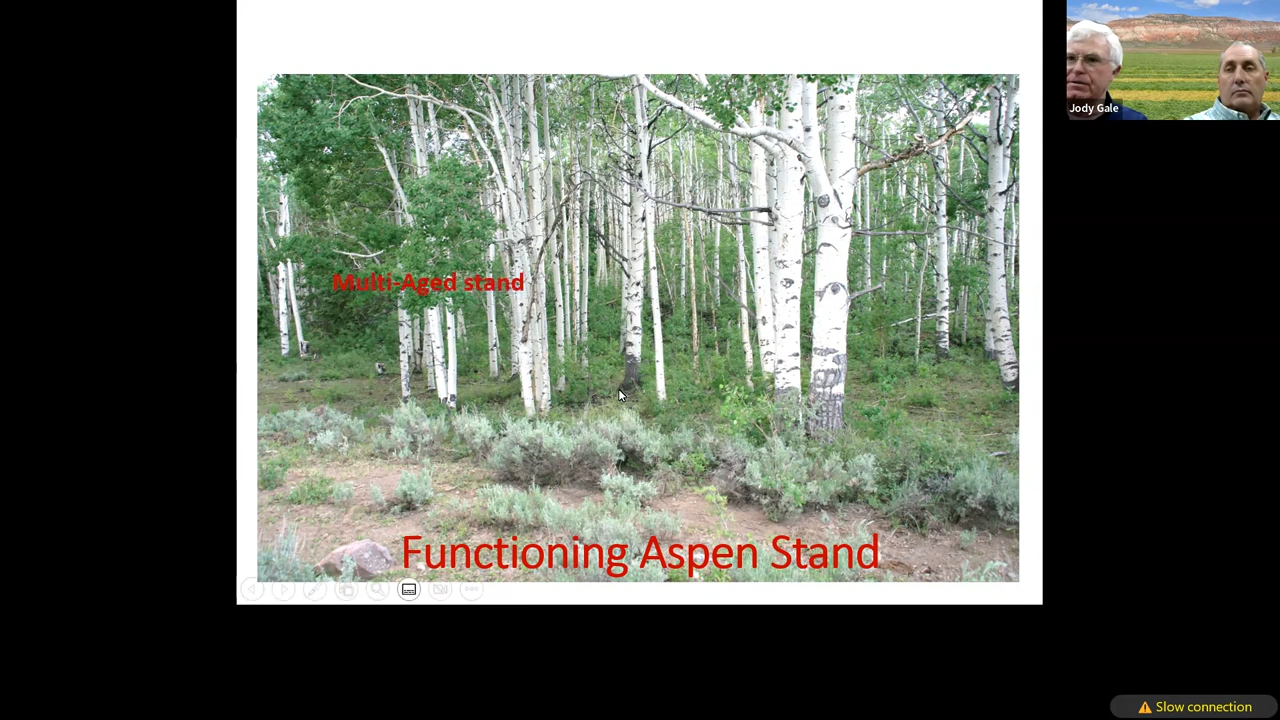 Jody Gale
Multi-Aged stand
Functioning Aspen Stand
Slow connection